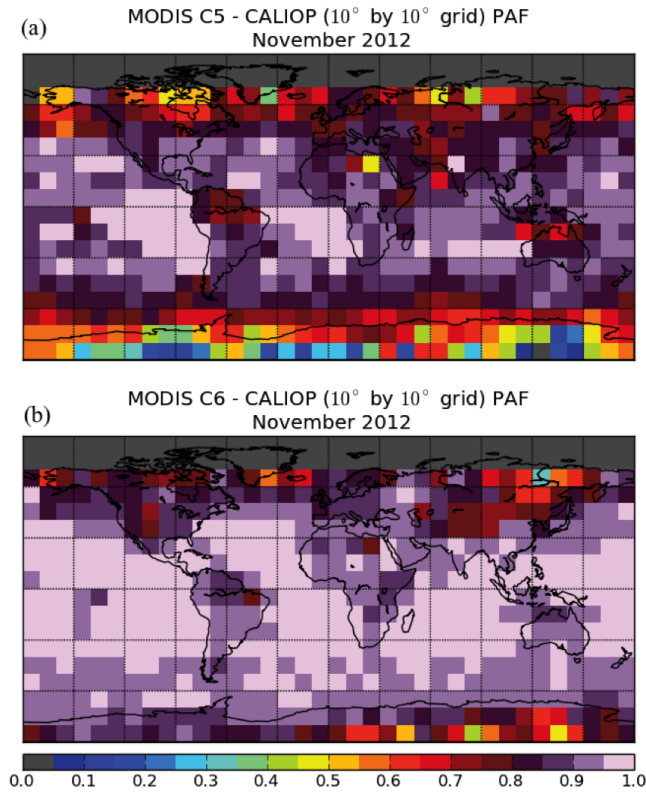 (a)
MODIS C5 - CALIOP (10° by 10° grid) PAF
November 2012
(b)
MODIS C6 - CALIOP (10° by 10° grid) PAF
November 2012
0.0 0.1 0.2 0.3 0.4 0.5 0.6 0.7 0.8 0.9 1.0